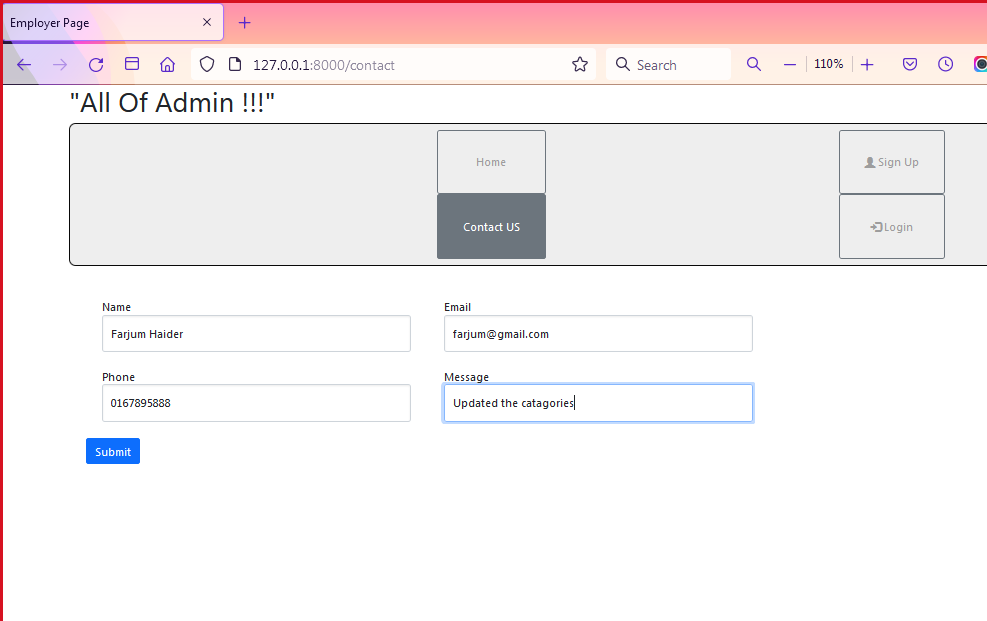 Employer Page
127.0.0.1:8000/contact
Search
110%
"All Of Admin !!!"
Home
Sign Up
Contact US
Login
Name
Email
Farjum Haider
farjum@gmail.com
Phone
Message
0167895888
Updated the catagories
Submit